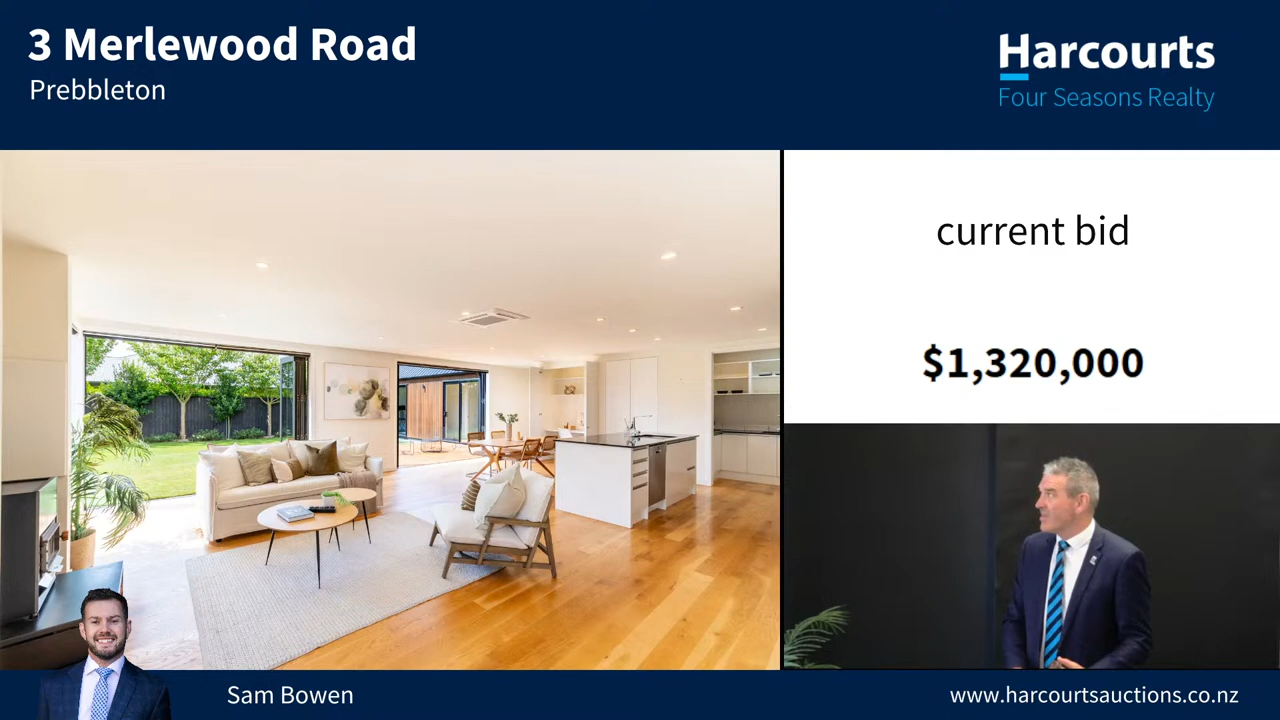 3 Merlewood Road
Prebbleton
Harcourts
Four Seasons Realty
current bid
$1,320,000
Sam Bowen
www.harcourtsauctions.co.nz